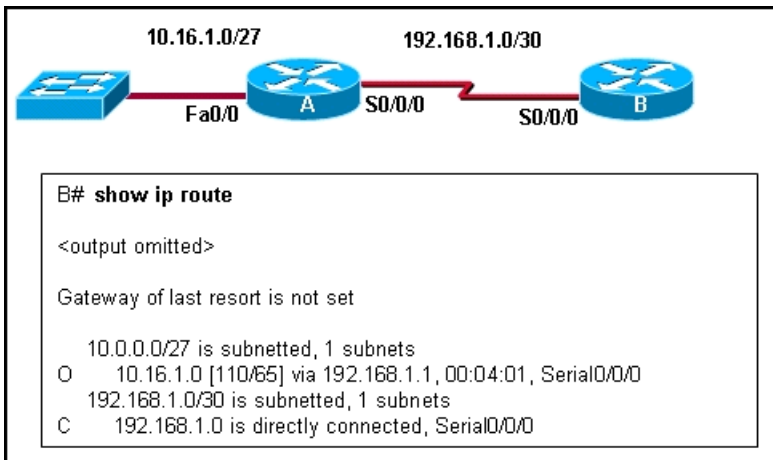 10.16.1.0/27 192.168.1.0/30
A B
Fa0/0 S0/0/0 S0/0/0
B# show ip route
<output omitted>
Gateway of last resort is not set
10.0.0.0/27 is subnetted, 1 subnets
O 10.16.1.0 [110/65] via 192.168.1.1, 00:04:01, Serial0/0/0
192.168.1.0/30 is subnetted, 1 subnets
C 192.168.1.0 is directly connected, Serial0/0/0